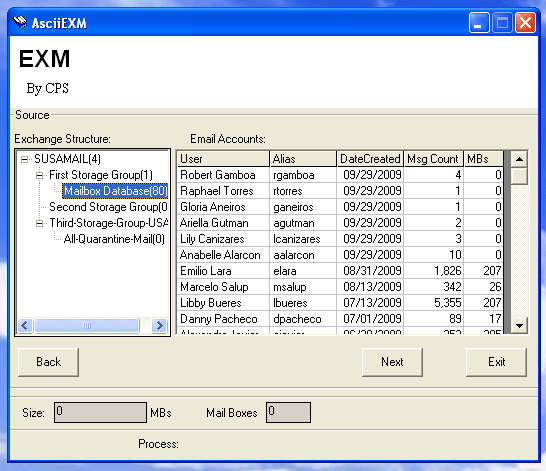 AsciiEXM
EXM
By CPS
Source
Exchange Structure:
Email Accounts:
SUSAMAIL(4)
First Storage Group(1)
Mailbox Database(80)
Second Storage Group(0
Third-Storage-Group-USA
All-Quarantine-Mail(0)
User Alias DateCreated Msg Count MBs
Robert Gamboa rgamboa 09/29/2009 4 0
Raphael Torres rtorres 09/29/2009 1 0
Gloria Aneiros ganeiros 09/29/2009 1 0
Ariella Gutman agutman 09/29/2009 2 0
Lily Canizares lcanizares 09/29/2009 3 0
Anabelle Alarcon aalarcon 09/29/2009 10 0
Emilio Lara elara 08/31/2009 1,826 207
Marcelo Salup msalup 08/13/2009 342 26
Libby Bueres lbueres 07/13/2009 5,355 207
Danny Pacheco dpacheco 07/01/2009 89 17
Back
Next
Exit
Size: 0 MBs Mail Boxes 0
Process: